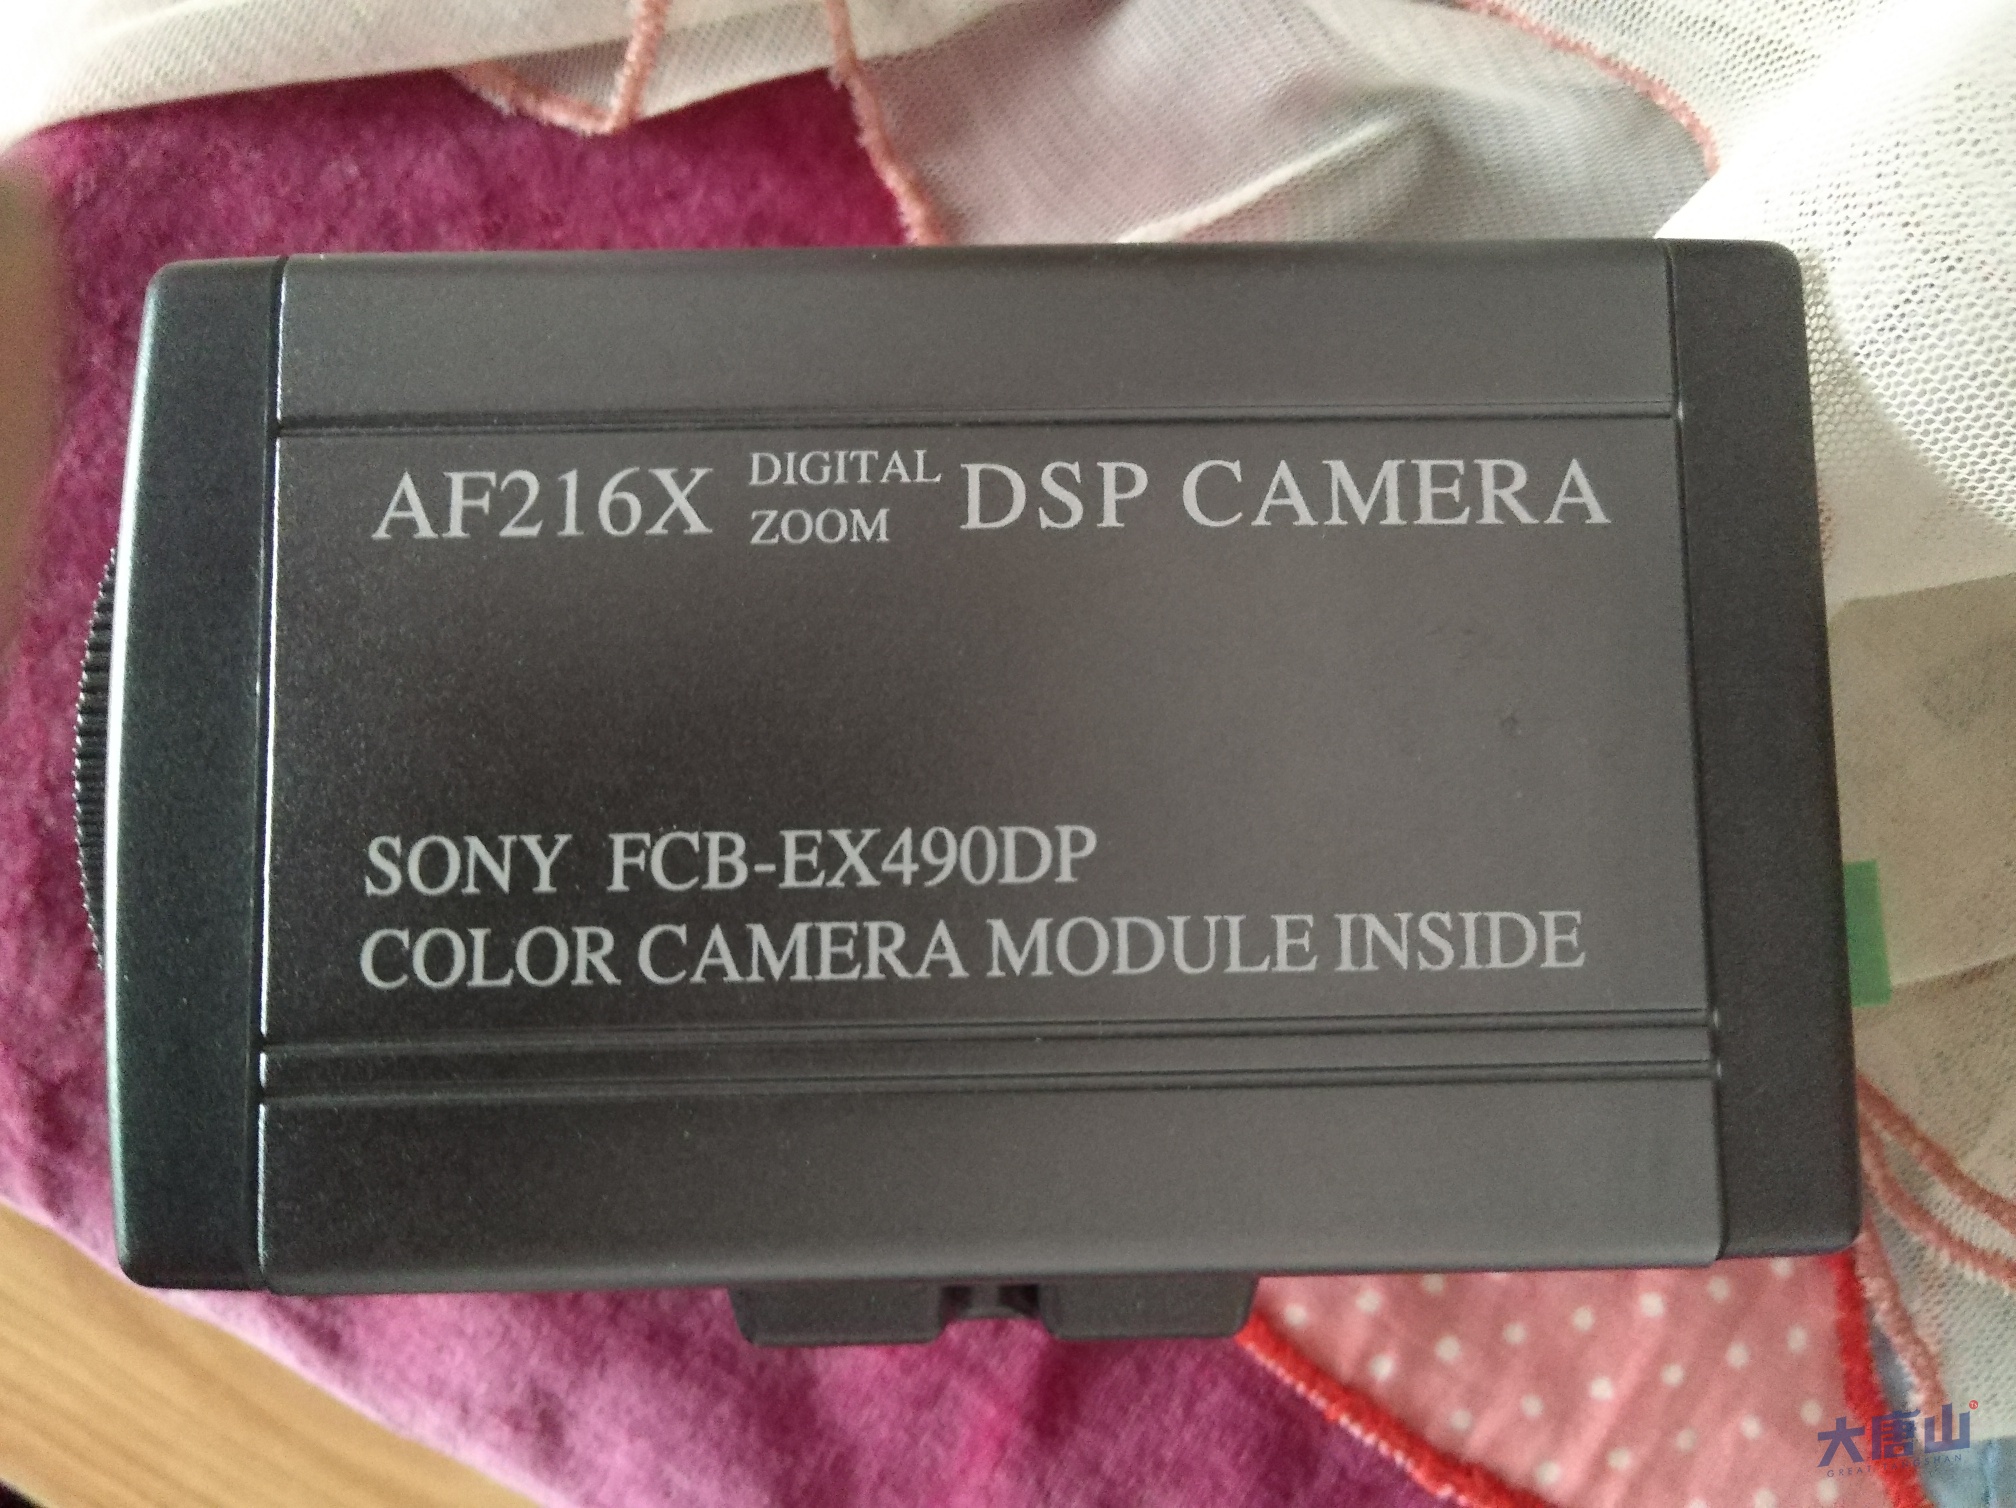 AF216X DIGITAL ZOOM DSP CAMERA
SONY FCB-EX490DP
COLOR CAMERA MODULE INSIDE
大唐山